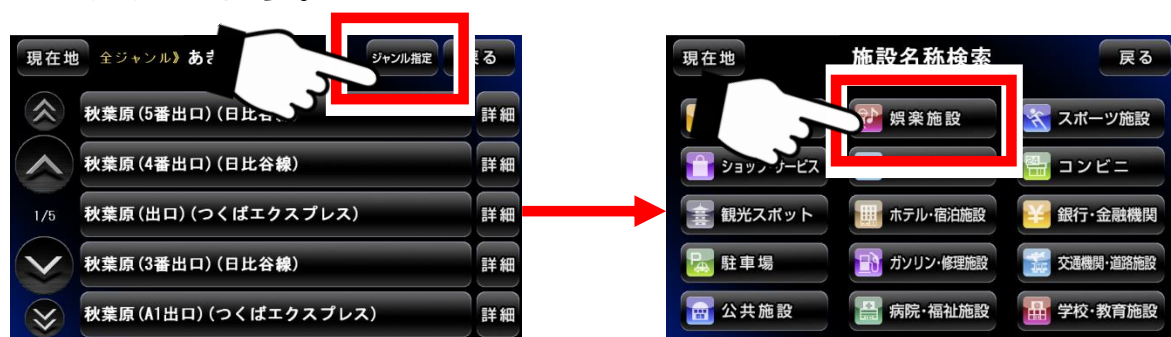 現在地 全ジャンル》あき ジャンル指定 戻る
秋葉原(5番出口)(日比谷線) 詳細
秋葉原(4番出口)(日比谷線) 詳細
1/5 秋葉原(出口)(つくばエクスプレス) 詳細
秋葉原(3番出口)(日比谷線) 詳細
秋葉原(A1出口)(つくばエクスプレス) 詳細
現在地 施設名称検索 戻る
娯楽施設 スポーツ施設
ショップ・サービス コンビニ
観光スポット ホテル・宿泊施設 銀行・金融機関
駐車場 ガソリン・修理施設 交通機関・道路施設
公共施設 病院・福祉施設 学校・教育施設